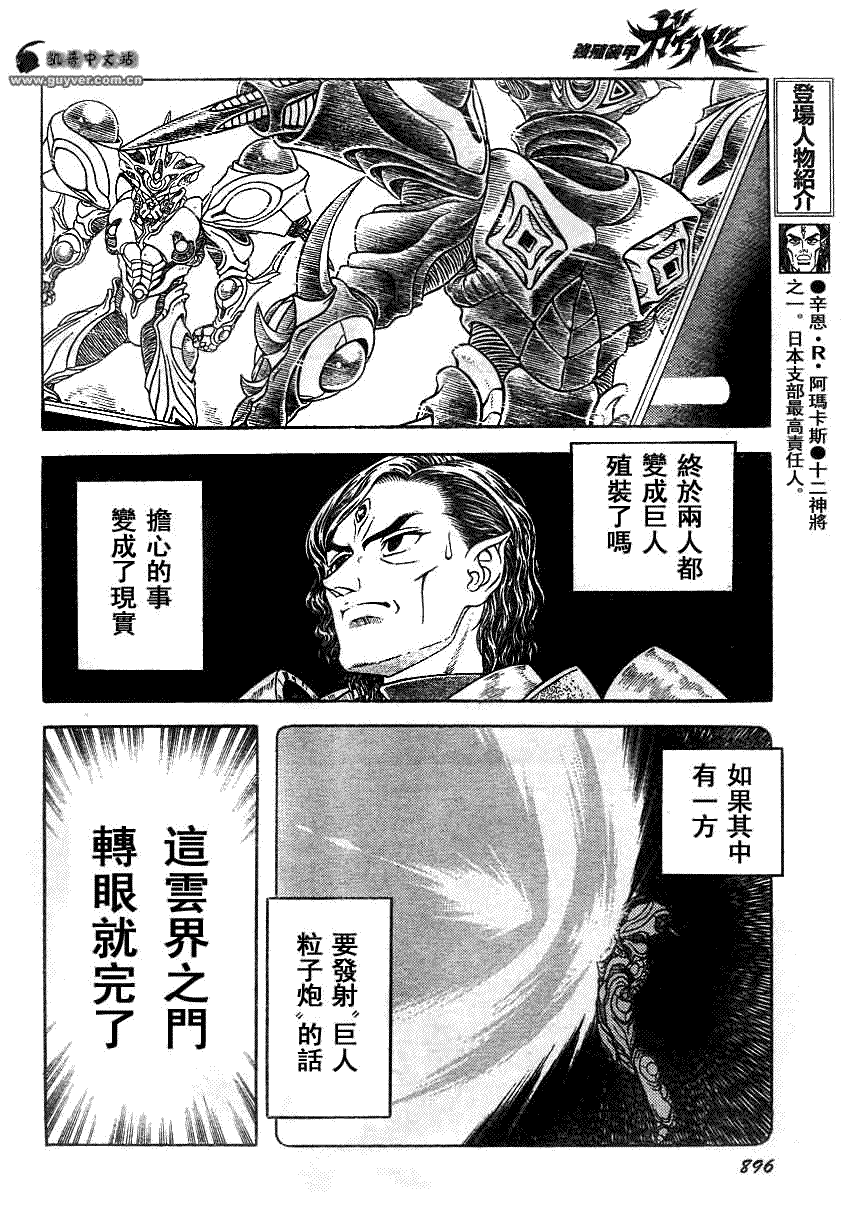 凱哥中文站
www.guyver.com.cn
強殖裝甲
ガイバー
登場人物紹介
●辛恩・R・阿瑪卡斯●十二神將
之一。日本支部最高責任人。
終於兩人都
變成巨人
殖裝了嗎
擔心的事
變成了現實
如果其中
有一方
要發射〝巨人
粒子炮〞的話
這雲界之門
轉眼就完了
896